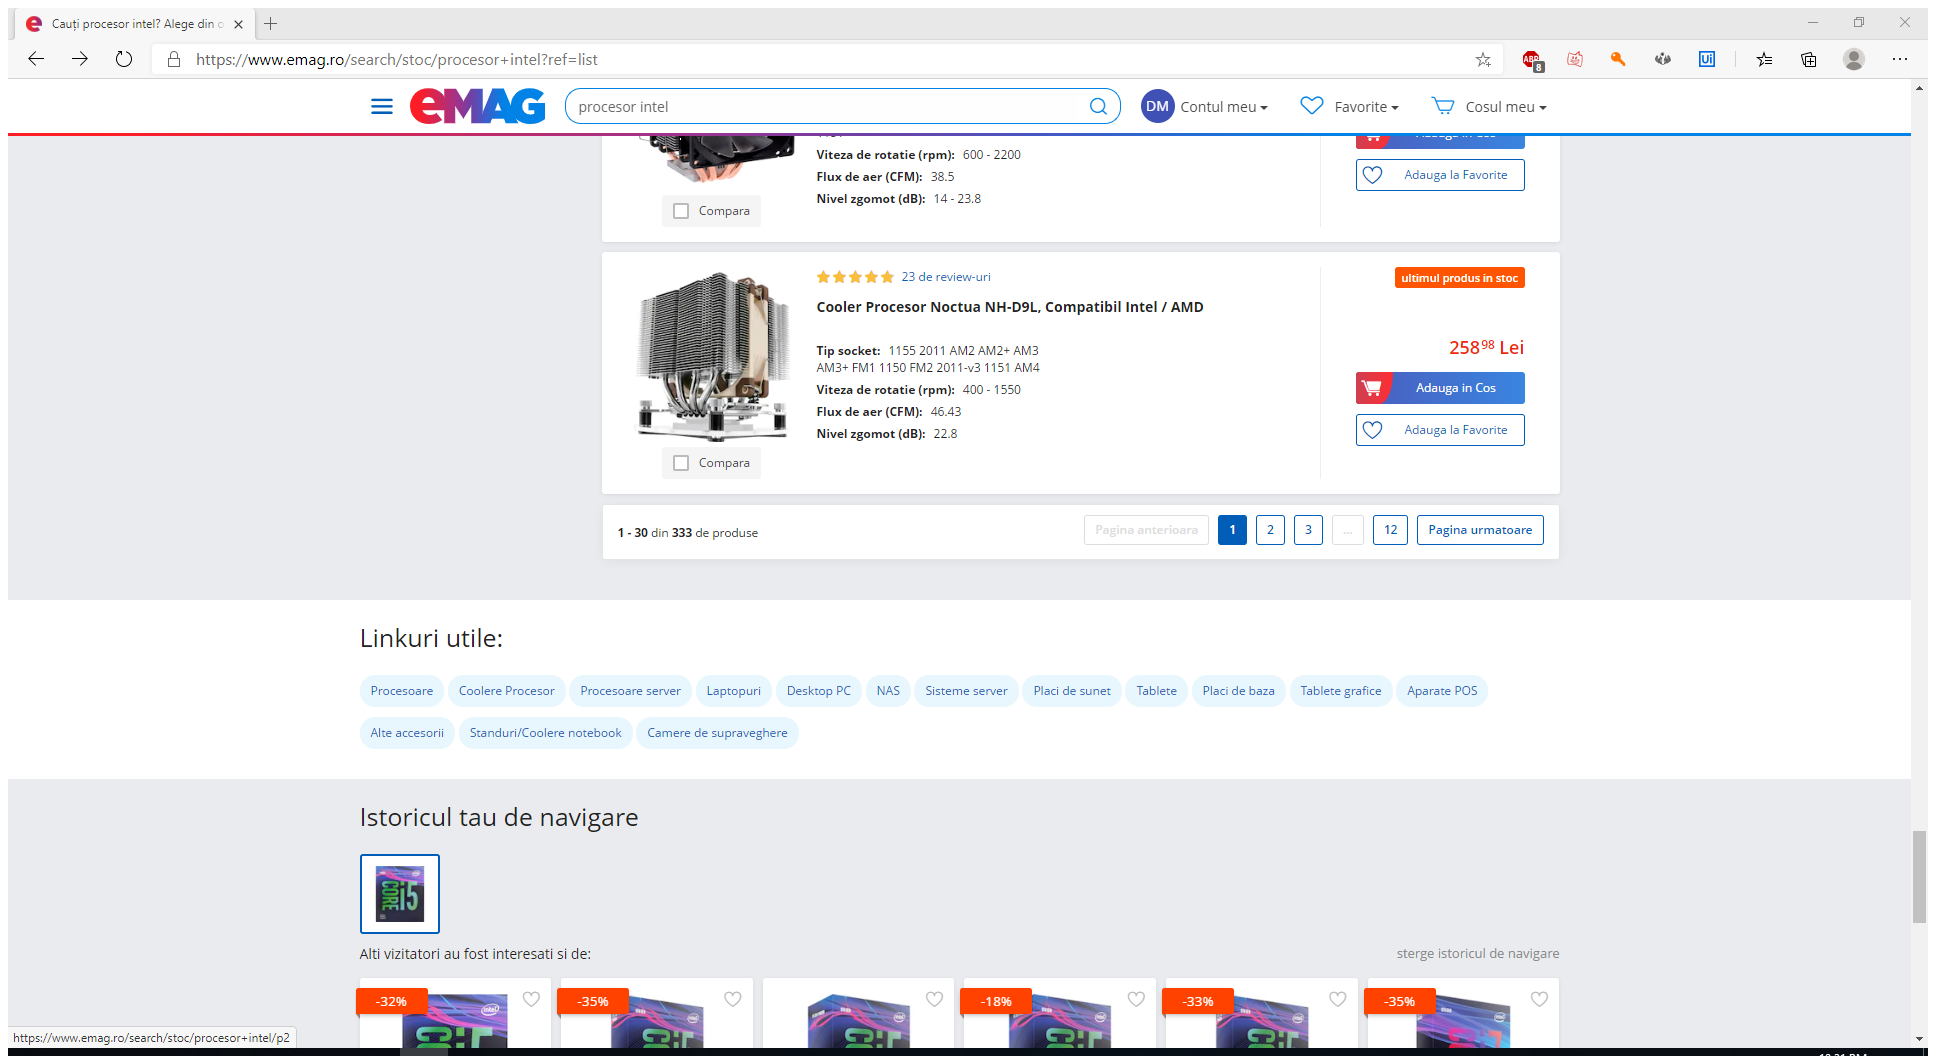 Cauți procesor intel? Alege din o
https://www.emag.ro/search/stoc/procesor+intel?ref=list
ABP
8
Ui
eMAG
procesor intel
DM
Contul meu
Favorite
Cosul meu
Viteza de rotatie (rpm): 600 - 2200
Flux de aer (CFM): 38.5
Nivel zgomot (dB): 14 - 23.8
Adauga in Cos
Adauga la Favorite
Compara
23 de review-uri
Cooler Procesor Noctua NH-D9L, Compatibil Intel / AMD
Tip socket: 1155 2011 AM2 AM2+ AM3
AM3+ FM1 1150 FM2 2011-v3 1151 AM4
Viteza de rotatie (rpm): 400 - 1550
Flux de aer (CFM): 46.43
Nivel zgomot (dB): 22.8
ultimul produs in stoc
258⁹⁸ Lei
Adauga in Cos
Adauga la Favorite
Compara
1 - 30 din 333 de produse
Pagina anterioara 1 2 3 ... 12 Pagina urmatoare
Linkuri utile:
Procesoare Coolere Procesor Procesoare server Laptopuri Desktop PC NAS Sisteme server Placi de sunet Tablete Placi de baza Tablete grafice Aparate POS
Alte accesorii Standuri/Coolere notebook Camere de supraveghere
Istoricul tau de navigare
CORE i5
Alti vizitatori au fost interesati si de:
sterge istoricul de navigare
-32% -35% -18% -33% -35%
https://www.emag.ro/search/stoc/procesor+intel/p2